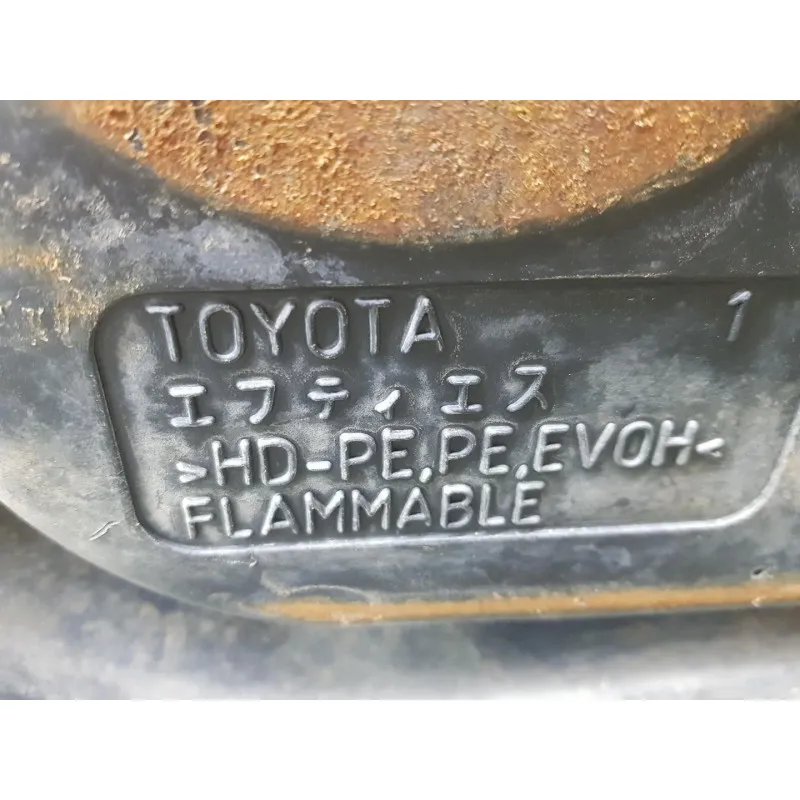 TOYOTA 1
エフティエス
>HD-PE,PE,EVOH<
FLAMMABLE